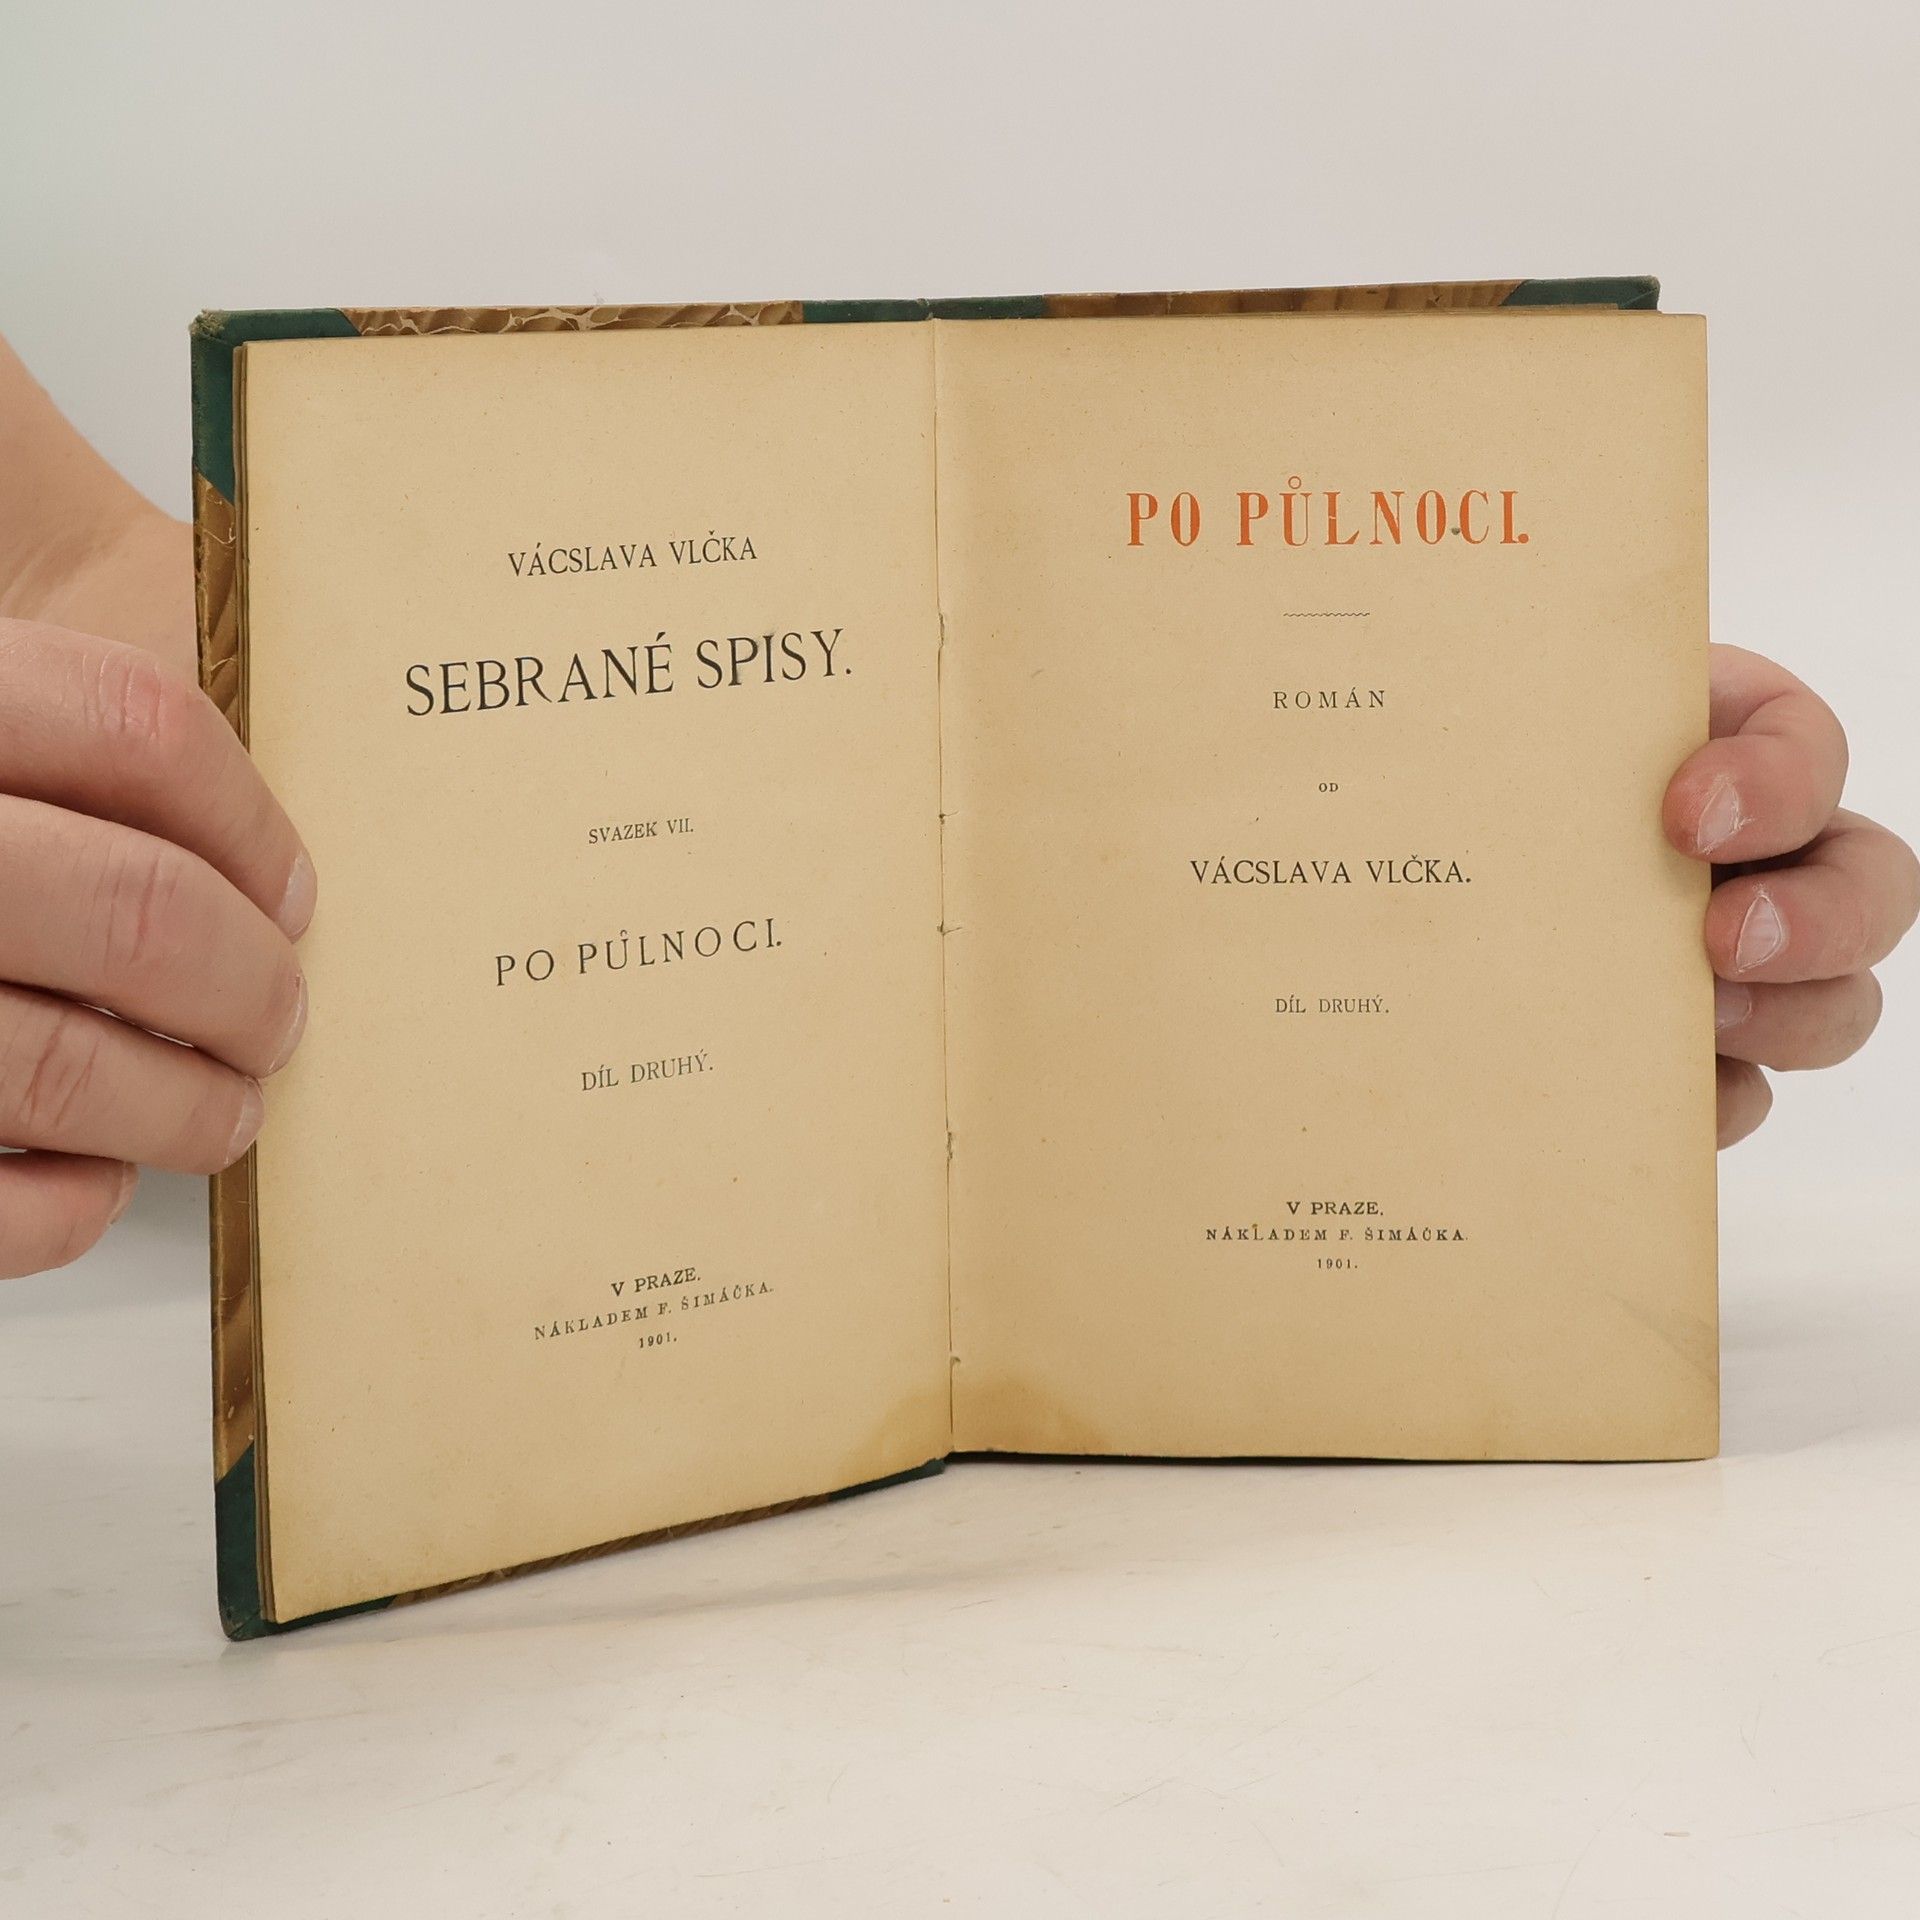 VÁCSLAVA VLČKA
SEBRANÉ SPISY.
SVAZEK VII.
PO PŮLNOCI.
DÍL DRUHÝ.
V PRAZE.
NÁKLADEM F. ŠIMÁČKA.
1901.
PO PŮLNOCI.
ROMÁN
OD
VÁCSLAVA VLČKA.
DÍL DRUHÝ.
V PRAZE.
NÁKLADEM F. ŠIMÁČKA.
1901.